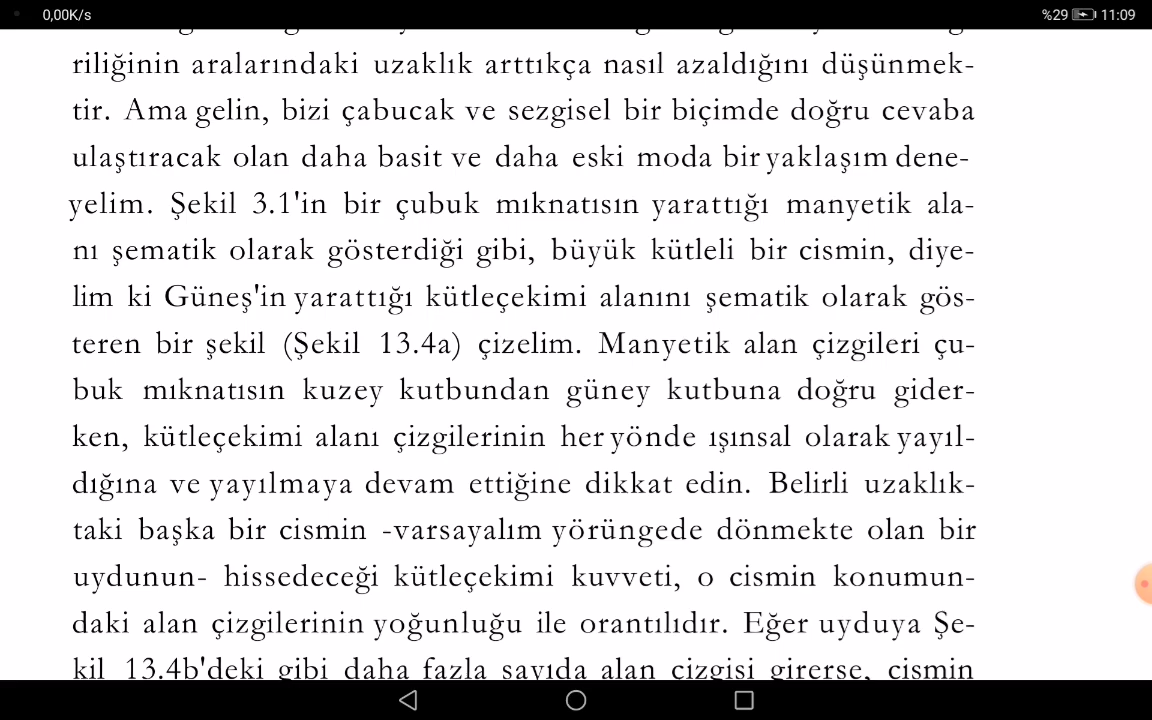 0,00K/s %29 11:09
riliğinin aralarındaki uzaklık arttıkça nasıl azaldığını düşünmek-
tir. Ama gelin, bizi çabucak ve sezgisel bir biçimde doğru cevaba
ulaştıracak olan daha basit ve daha eski moda bir yaklaşım dene-
yelim. Şekil 3.1'in bir çubuk mıknatısın yarattığı manyetik ala-
nı şematik olarak gösterdiği gibi, büyük kütleli bir cismin, diye-
lim ki Güneş'in yarattığı kütleçekimi alanını şematik olarak gös-
teren bir şekil (Şekil 13.4a) çizelim. Manyetik alan çizgileri çu-
buk mıknatısın kuzey kutbundan güney kutbuna doğru gider-
ken, kütleçekimi alanı çizgilerinin her yönde ışınsal olarak yayıl-
dığına ve yayılmaya devam ettiğine dikkat edin. Belirli uzaklık-
taki başka bir cismin -varsayalım yörüngede dönmekte olan bir
uydunun- hissedeceği kütleçekimi kuvveti, o cismin konumun-
daki alan çizgilerinin yoğunluğu ile orantılıdır. Eğer uyduya Şe-
kil 13.4b'deki gibi daha fazla sayıda alan çizgisi girerse, cismin